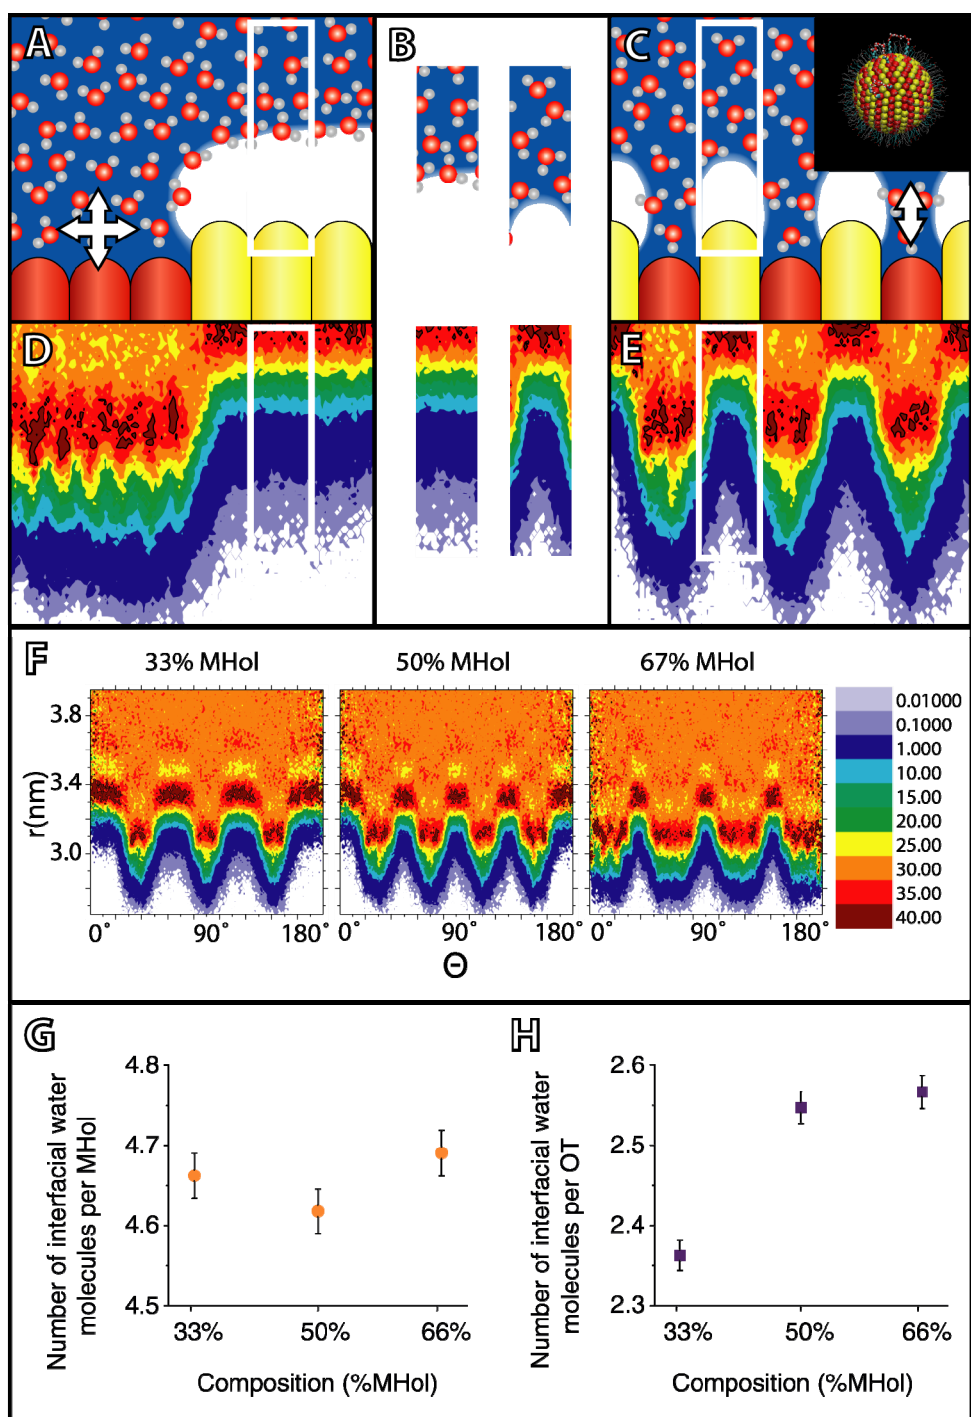 A
B
C
D
E
F
33% MHol
50% MHol
67% MHol
r(nm)
3.8
3.4
3.0
0°
90°
180°
0°
90°
180°
0°
90°
180°
Θ
0.01000
0.1000
1.000
10.00
15.00
20.00
25.00
30.00
35.00
40.00
G
Number of interfacial water
molecules per MHol
4.8
4.7
4.6
4.5
33%
50%
66%
Composition (%MHol)
H
Number of interfacial water
molecules per OT
2.6
2.5
2.4
2.3
33%
50%
66%
Composition (%MHol)